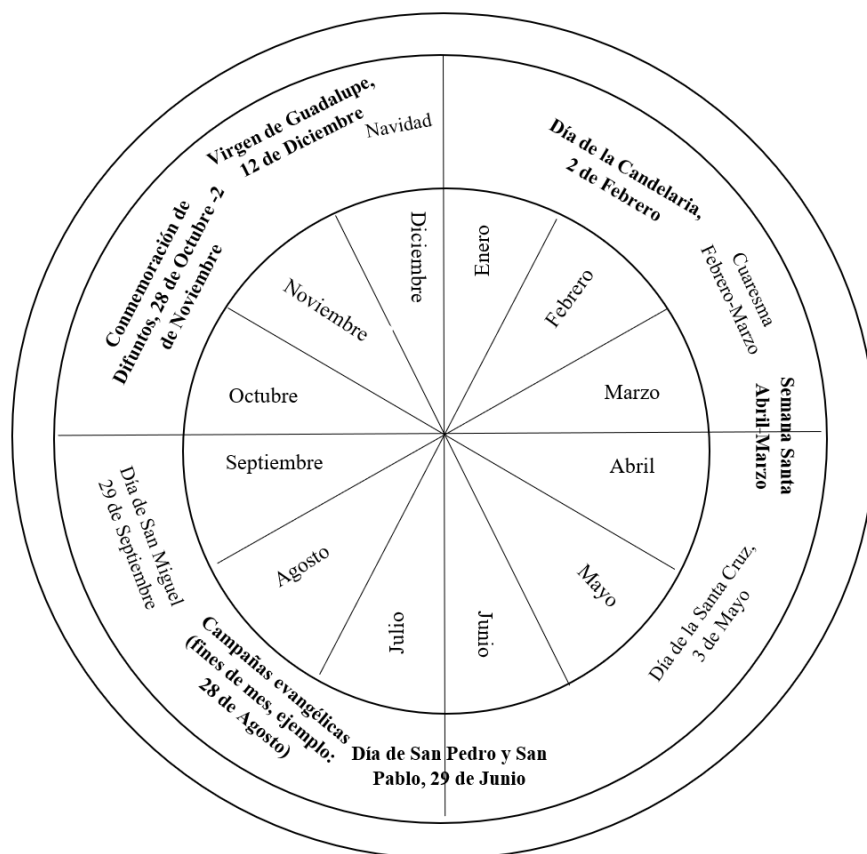 Virgen de Guadalupe,
12 de Diciembre
Navidad
Día de la Candelaria,
2 de Febrero
Cuaresma
Febrero-Marzo
Semana Santa
Abril-Marzo
Día de la Santa Cruz,
3 de Mayo
Día de San Pedro y San
Pablo, 29 de Junio
Campañas evangélicas
(fines de mes, ejemplo:
28 de Agosto)
Día de San Miguel
29 de Septiembre
Conmemoración de
Difuntos, 28 de Octubre -2
de Noviembre
Enero
Febrero
Marzo
Abril
Mayo
Junio
Julio
Agosto
Septiembre
Octubre
Noviembre
Diciembre